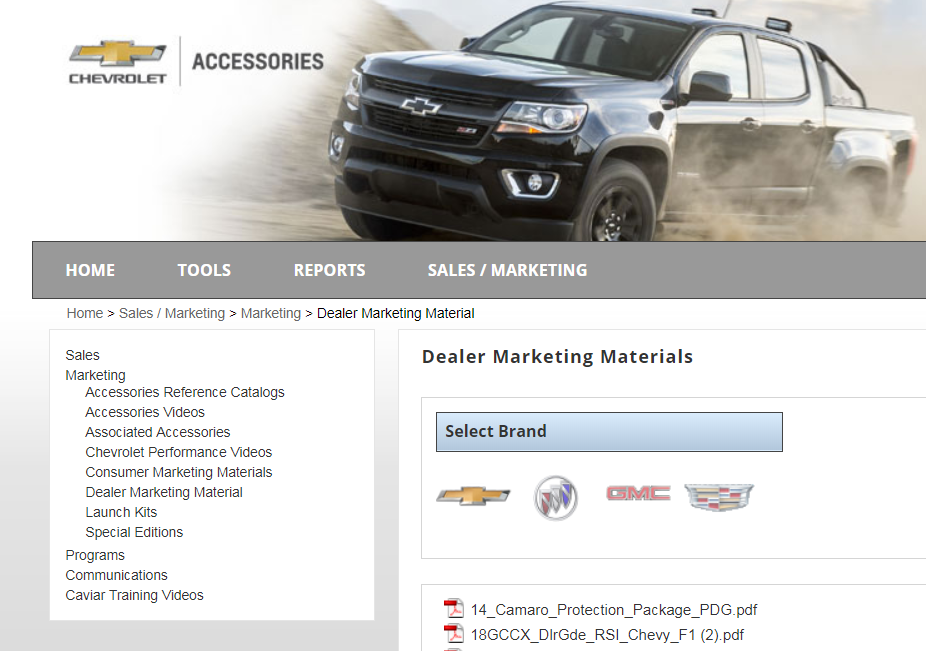 CHEVROLET
ACCESSORIES
HOME TOOLS REPORTS SALES / MARKETING
Home > Sales / Marketing > Marketing > Dealer Marketing Material
Sales
Marketing
Accessories Reference Catalogs
Accessories Videos
Associated Accessories
Chevrolet Performance Videos
Consumer Marketing Materials
Dealer Marketing Material
Launch Kits
Special Editions
Programs
Communications
Caviar Training Videos
Dealer Marketing Materials
Select Brand
GMC
14_Camaro_Protection_Package_PDG.pdf
18GCCX_DlrGde_RSI_Chevy_F1 (2).pdf